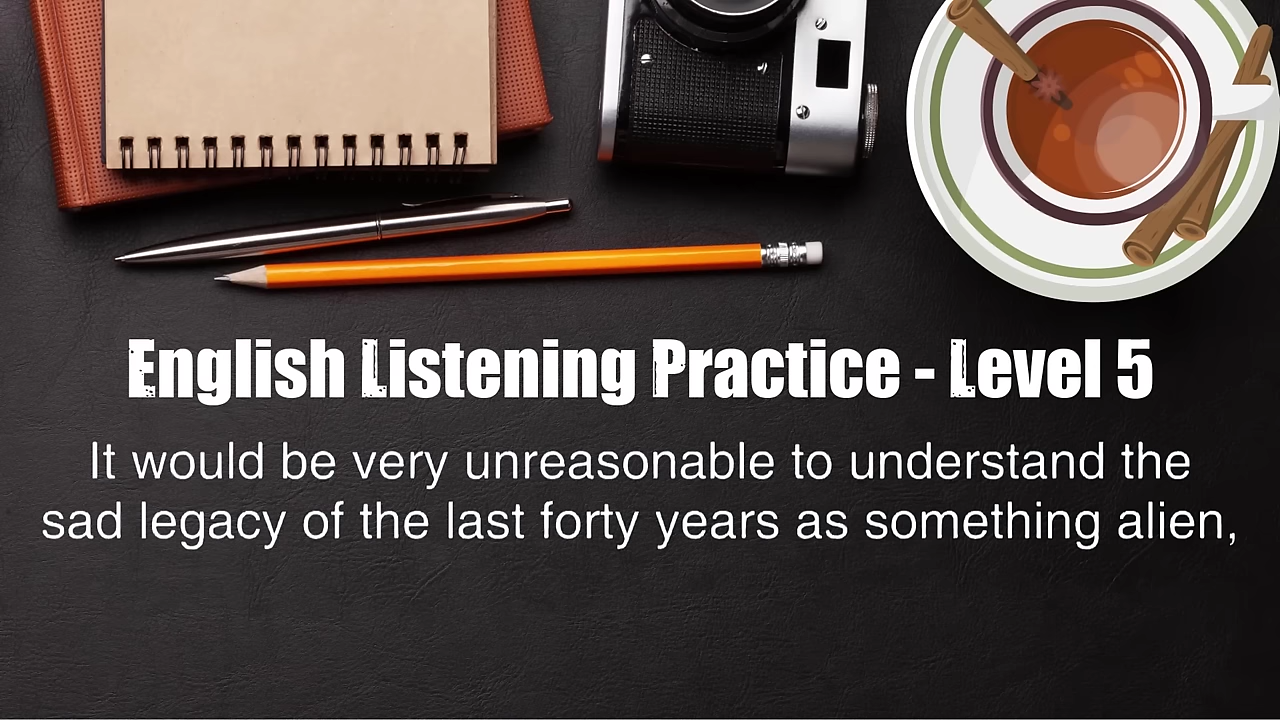 English Listening Practice - Level 5
It would be very unreasonable to understand the
sad legacy of the last forty years as something alien,